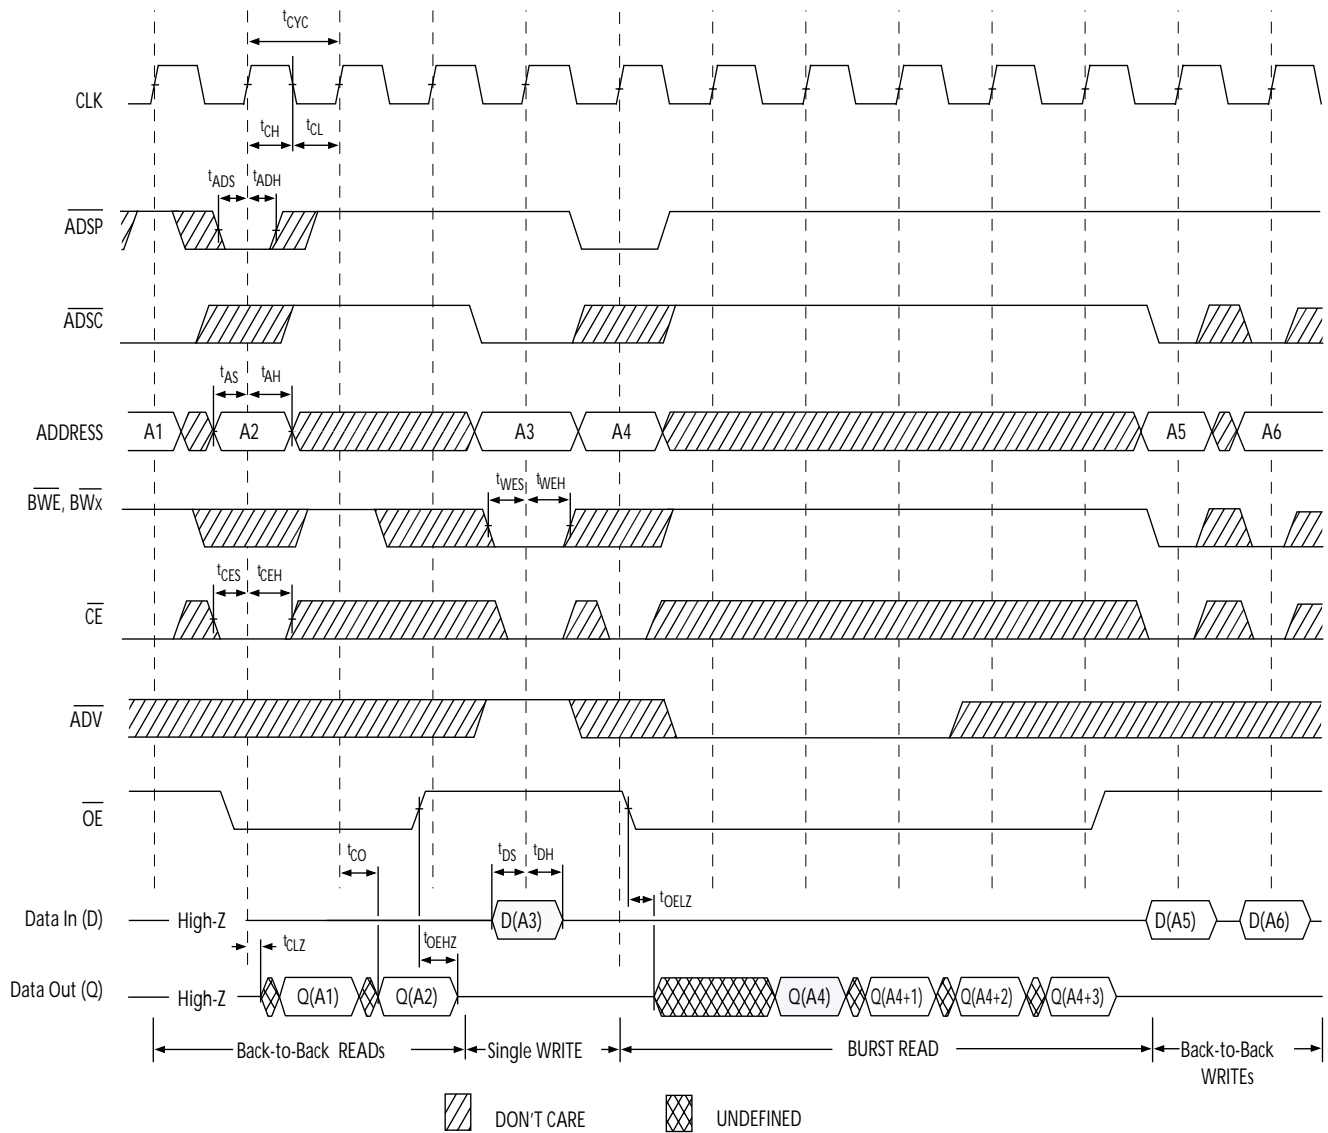 tCYC
CLK
tCH tCL
tADS tADH
ADSP
ADSC
tAS tAH
ADDRESS A1 A2 A3 A4 A5 A6
tWES tWEH
BWE, BWx
tCES tCEH
CE
ADV
OE
tCO tDS tDH
tOELZ
Data In (D) High-Z D(A3) D(A5) D(A6)
tCLZ tOEHZ
Data Out (Q) High-Z Q(A1) Q(A2) Q(A4) Q(A4+1) Q(A4+2) Q(A4+3)
Back-to-Back READs Single WRITE BURST READ Back-to-Back
WRITEs
DON'T CARE UNDEFINED